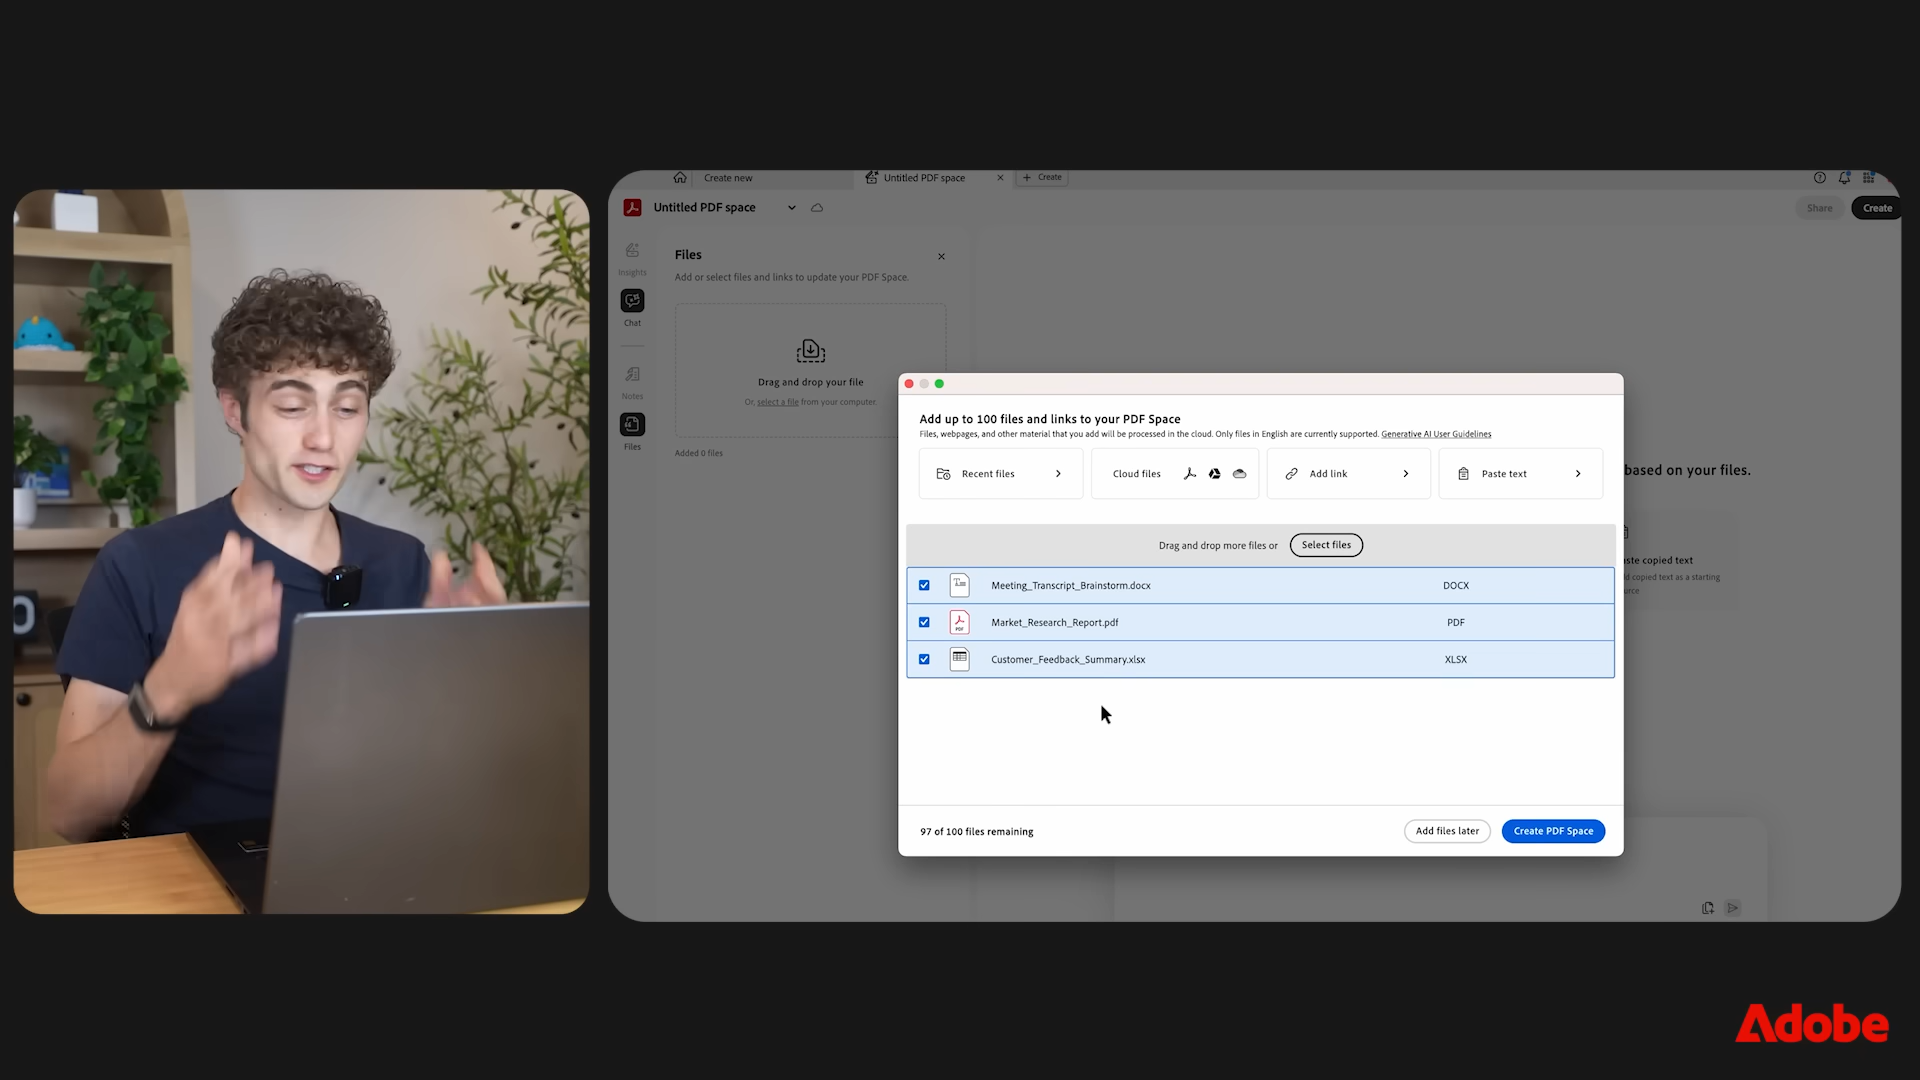 Create new
Untitled PDF space
Create
Untitled PDF space
Share
Create
Insights
Chat
Notes
Files
Files
Add or select files and links to update your PDF Space.
Drag and drop your file
Or, select a file from your computer.
Added 0 files
based on your files.
copied text
copied text as a starting
Add up to 100 files and links to your PDF Space
Files, webpages, and other material that you add will be processed in the cloud. Only files in English are currently supported. Generative AI User Guidelines
Recent files
Cloud files
Add link
Paste text
Drag and drop more files or Select files
Meeting_Transcript_Brainstorm.docx DOCX
Market_Research_Report.pdf PDF
Customer_Feedback_Summary.xlsx XLSX
97 of 100 files remaining
Add files later
Create PDF Space
Adobe